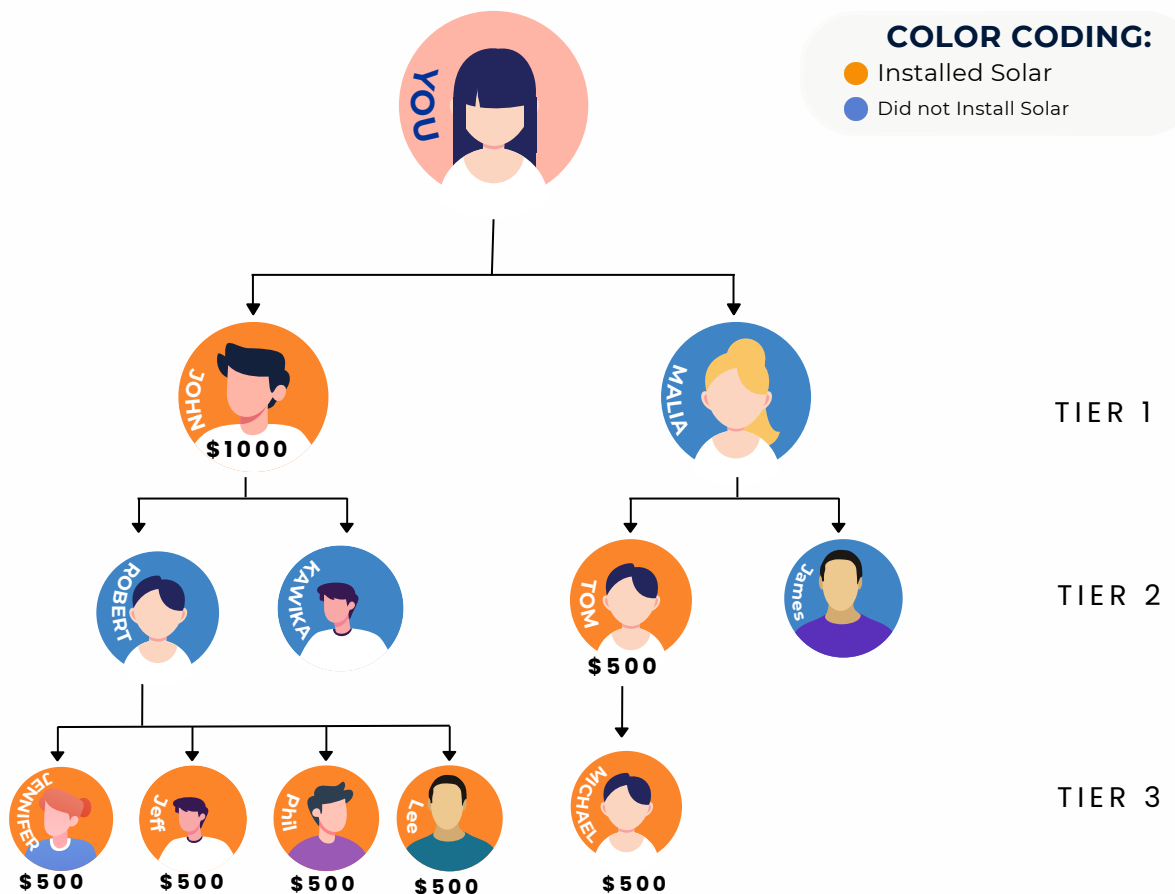 COLOR CODING:
Installed Solar
Did not Install Solar
YOU
JOHN
$1000
MALIA
TIER 1
ROBERT
KAWIKA
TOM
$500
James
TIER 2
JENNIFER
$500
Jeff
$500
Phil
$500
Lee
$500
MICHAEL
$500
TIER 3